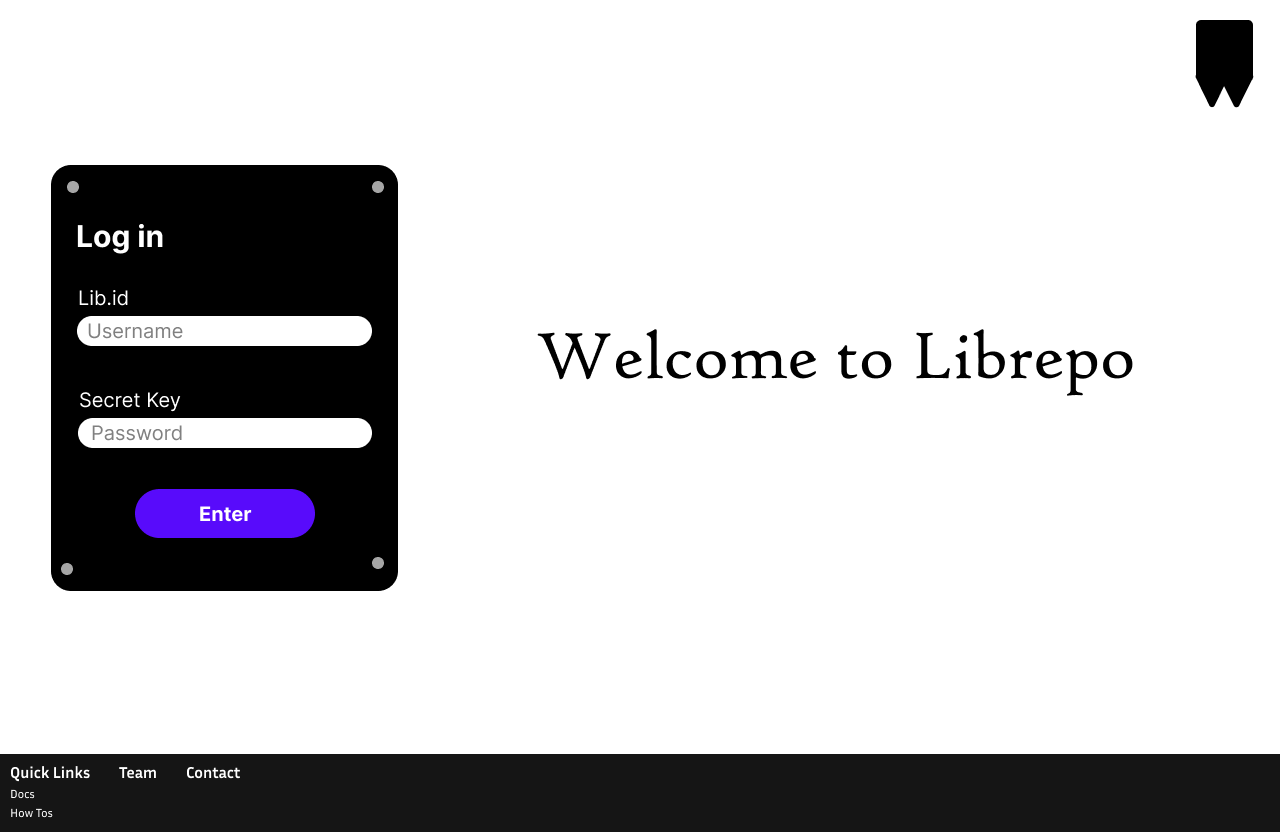 Log in
Lib.id
Username
Secret Key
Password
Enter
Welcome to Librepo
Quick Links Team Contact
Docs
How Tos